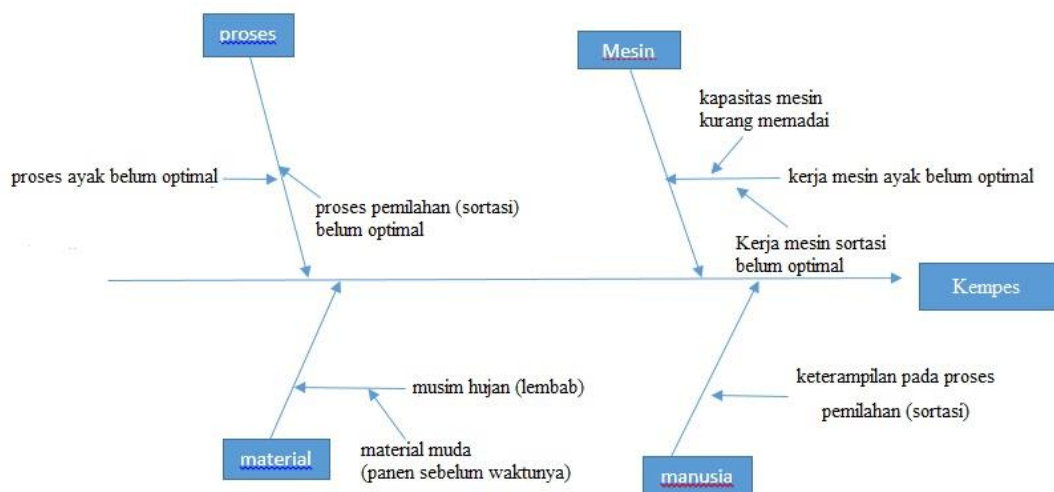 proses
Mesin
kapasitas mesin
kurang memadai
proses ayak belum optimal
kerja mesin ayak belum optimal
proses pemilahan (sortasi)
belum optimal
Kerja mesin sortasi
belum optimal
Kempes
musim hujan (lembab)
keterampilan pada proses
pemilahan (sortasi)
material muda
(panen sebelum waktunya)
material
manusia